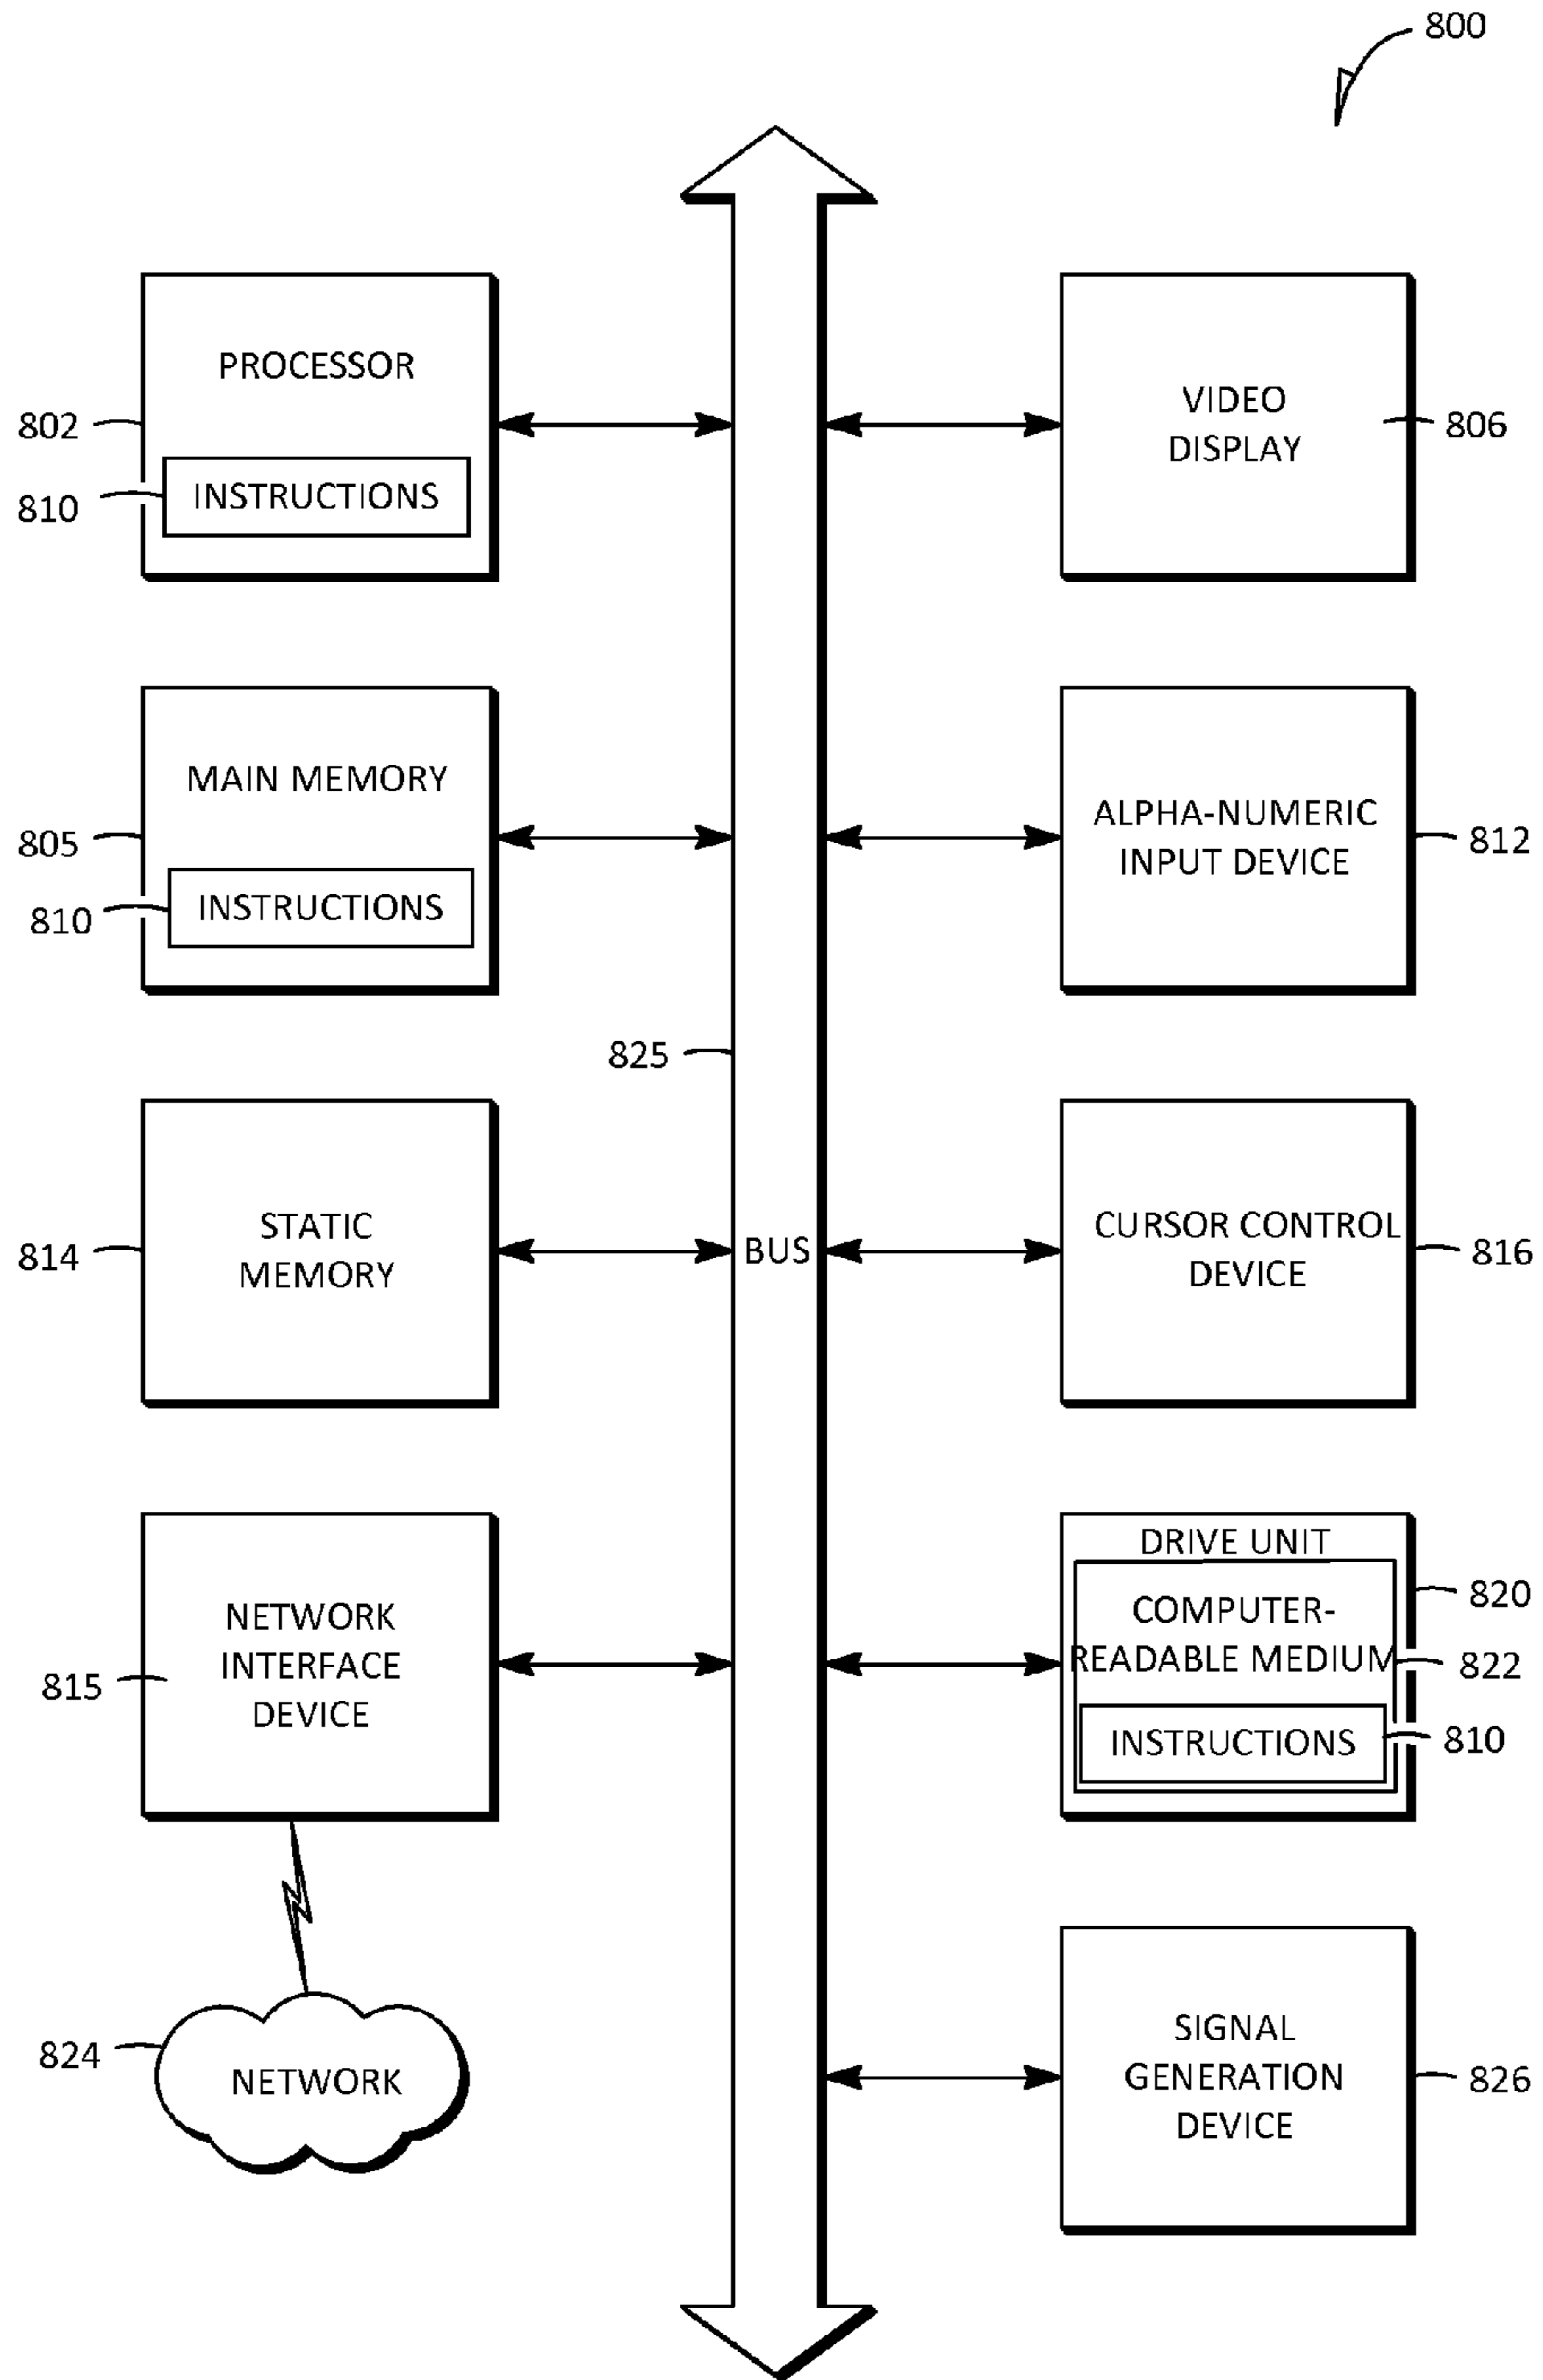 800
PROCESSOR
802
810
INSTRUCTIONS
VIDEO
DISPLAY
806
MAIN MEMORY
805
810
INSTRUCTIONS
ALPHA-NUMERIC
INPUT DEVICE
812
825
STATIC
MEMORY
814
BUS
CURSOR CONTROL
DEVICE
816
NETWORK
INTERFACE
DEVICE
815
DRIVE UNIT
820
COMPUTER-
READABLE MEDIUM
822
INSTRUCTIONS
810
824
NETWORK
SIGNAL
GENERATION
DEVICE
826